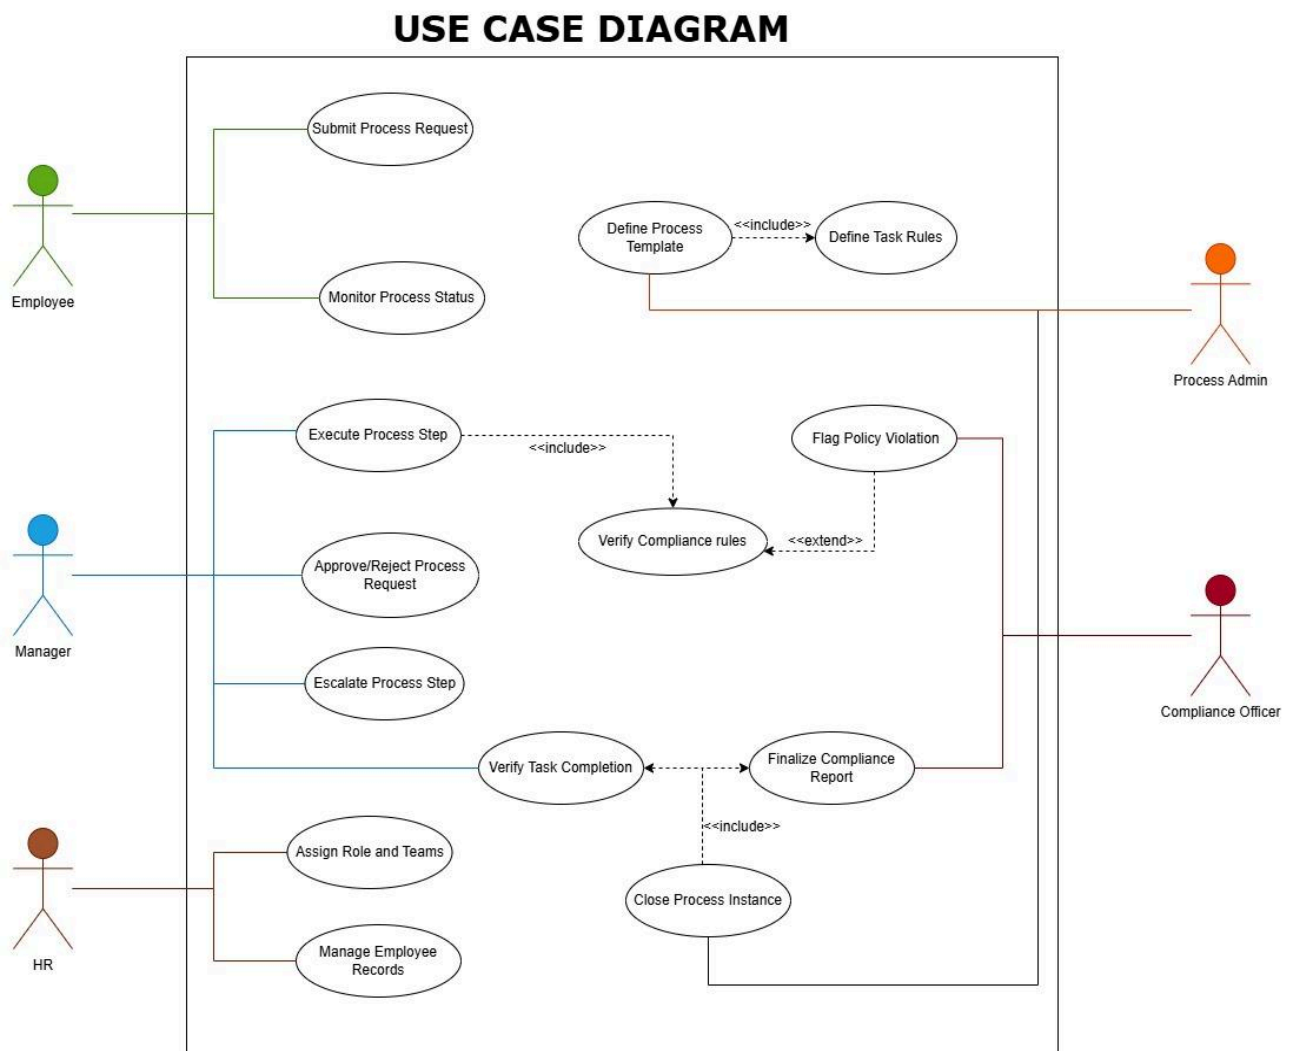 USE CASE DIAGRAM
Submit Process Request
Define Process
Template
<<include>>
Define Task Rules
Employee
Monitor Process Status
Process Admin
Execute Process Step
<<include>>
Flag Policy Violation
Verify Compliance rules
<<extend>>
Approve/Reject Process
Request
Manager
Escalate Process Step
Compliance Officer
Verify Task Completion
Finalize Compliance
Report
<<include>>
Assign Role and Teams
Close Process Instance
HR
Manage Employee
Records